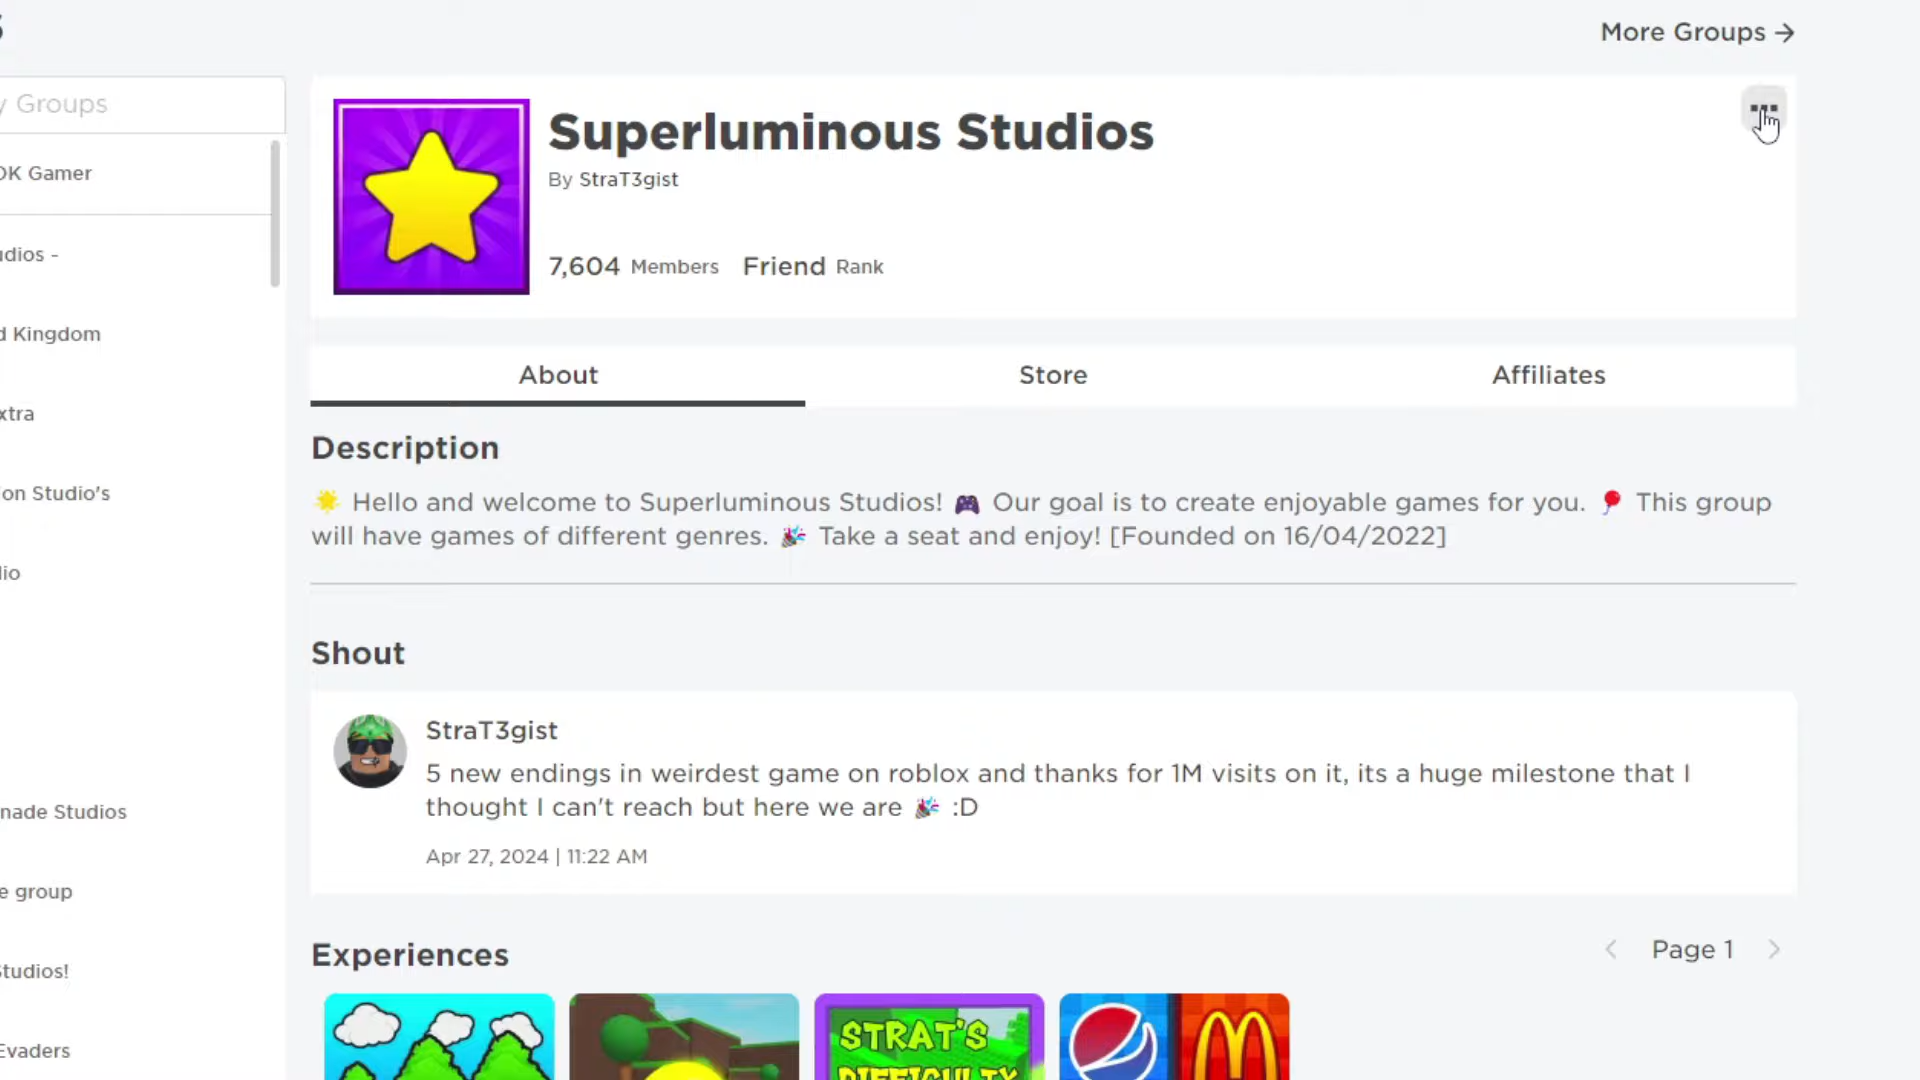 More Groups →
y Groups
OK Gamer
udios -
d Kingdom
xtra
ion Studio's
lio
nade Studios
e group
Studios!
Evaders
Superluminous Studios
By StraT3gist
7,604 Members Friend Rank
About Store Affiliates
Description
🌟 Hello and welcome to Superluminous Studios! 🎮 Our goal is to create enjoyable games for you. 🎈 This group
will have games of different genres. 🎉 Take a seat and enjoy! [Founded on 16/04/2022]
Shout
StraT3gist
5 new endings in weirdest game on roblox and thanks for 1M visits on it, its a huge milestone that I
thought I can't reach but here we are 🎉 :D
Apr 27, 2024 | 11:22 AM
Experiences
Page 1
STRAT'S
DIFFICULTY